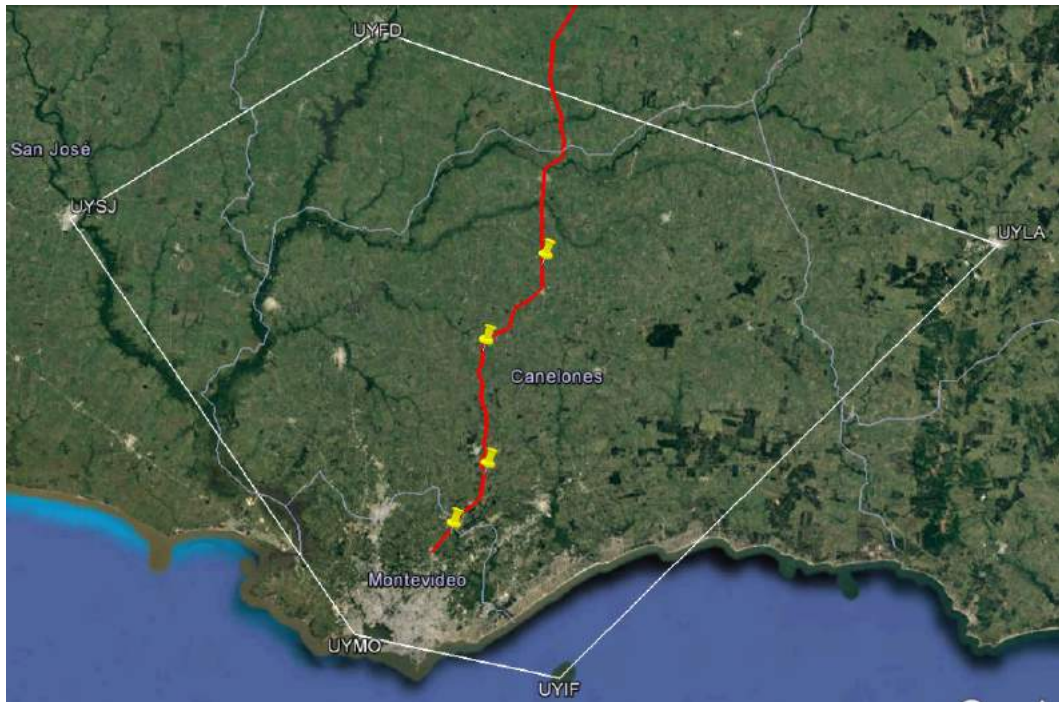 UYFD
San José
UYSJ
UYLA
Canelones
Montevideo
UYMO
UYIF